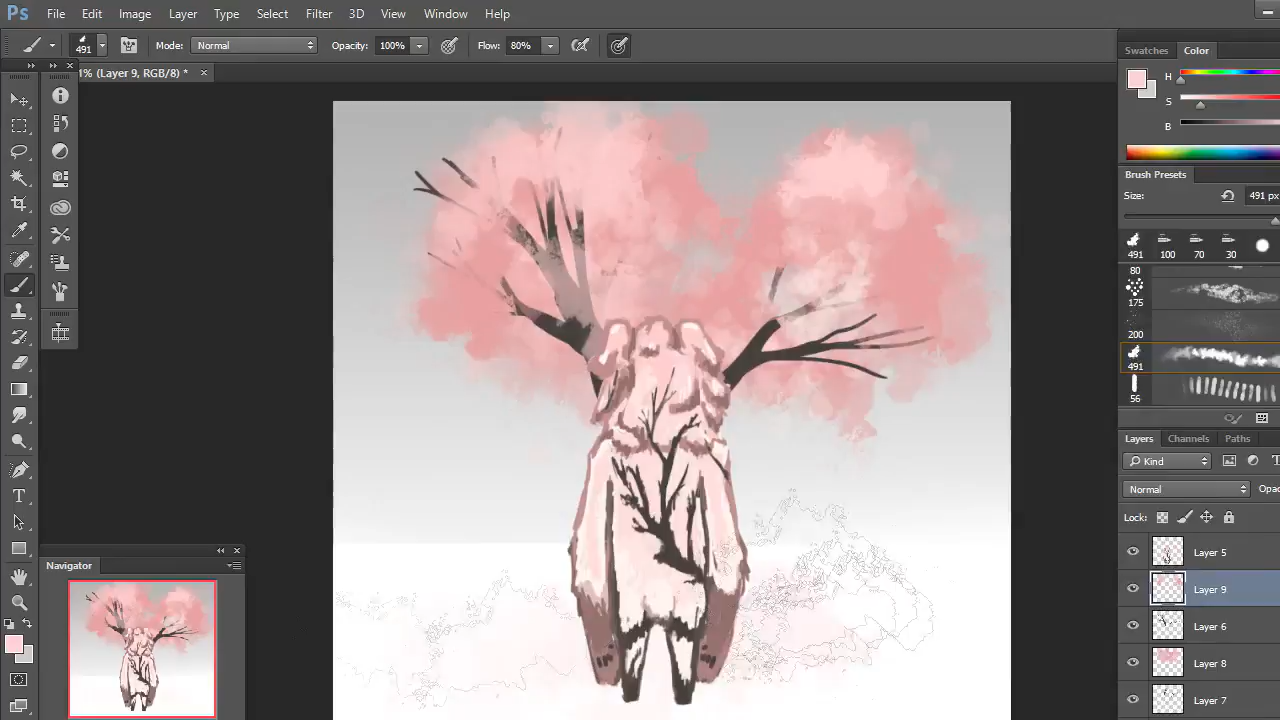 Ps File Edit Image Layer Type Select Filter 3D View Window Help
491 Mode: Normal Opacity: 100% Flow: 80%
% (Layer 9, RGB/8) * ×
Swatches Color
H
S
B
Brush Presets
Size: 491 px
491 100 70 30
80
175
200
491
56
Layers Channels Paths
Kind
Normal
Lock:
Layer 5
Layer 9
Layer 6
Layer 8
Layer 7
Navigator